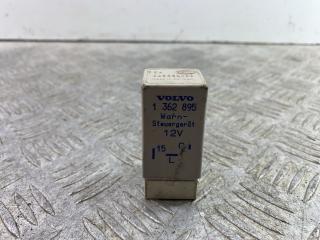 VOLVO
1 362 895
Warn-
Steuergerät
12V
15 C
L